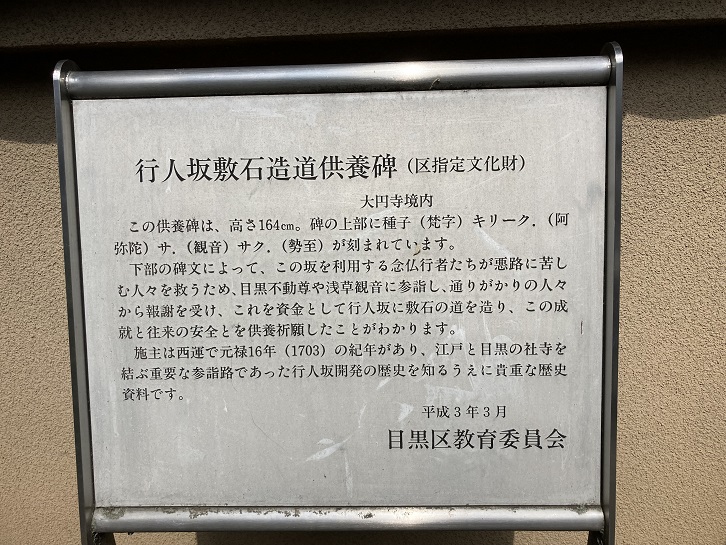 行人坂敷石造道供養碑（区指定文化財）
大円寺境内
この供養碑は、高さ164㎝。碑の上部に種子（梵字）キリーク．（阿
弥陀）サ．（観音）サク．（勢至）が刻まれています。
下部の碑文によって、この坂を利用する念仏行者たちが悪路に苦し
む人々を救うため、目黒不動尊や浅草観音に参詣し、通りがかりの人々
から報謝を受け、これを資金として行人坂に敷石の道を造り、この成
就と往来の安全とを供養祈願したことがわかります。
施主は西運で元禄16年（1703）の紀年があり、江戸と目黒の社寺を
結ぶ重要な参詣路であった行人坂開発の歴史を知るうえに貴重な歴史
資料です。
平成3年3月
目黒区教育委員会